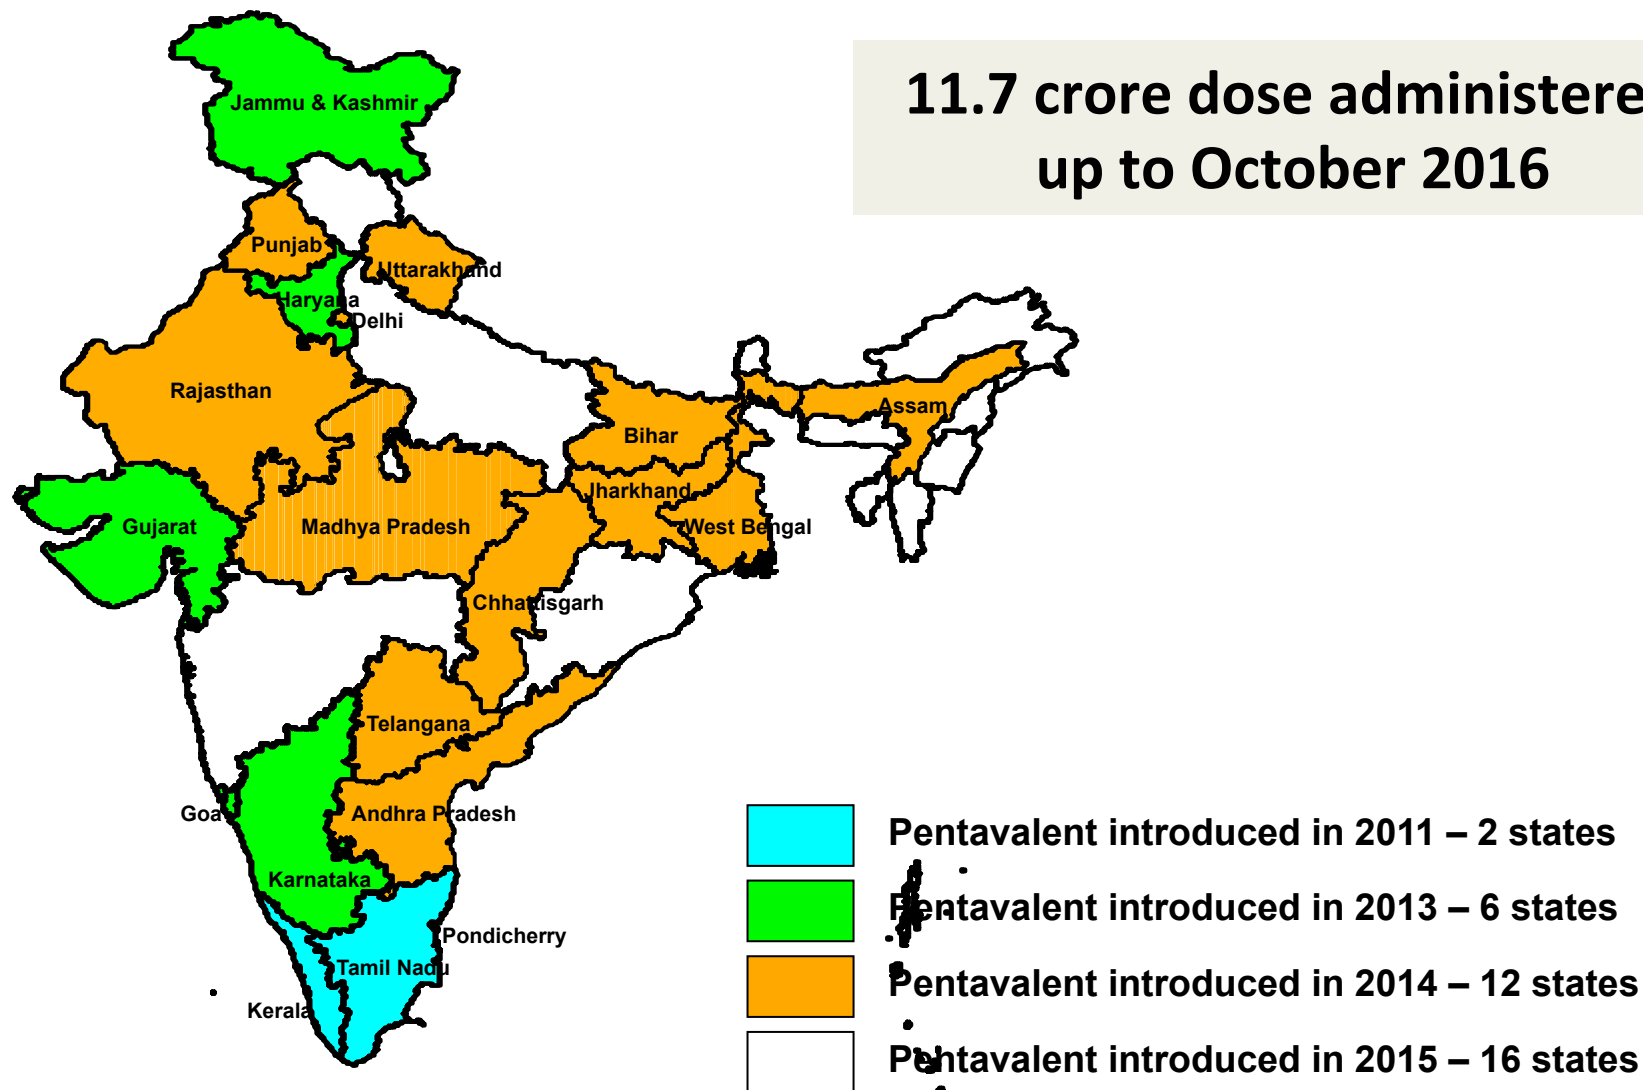 11.7 crore dose administere
up to October 2016
Jammu & Kashmir
Punjab
Uttarakhand
Haryana
Delhi
Rajasthan
Assam
Bihar
Jharkhand
Gujarat
Madhya Pradesh
West Bengal
Chhattisgarh
Telangana
Goa
Andhra Pradesh
Karnataka
Pondicherry
Tamil Nadu
Kerala
Pentavalent introduced in 2011 – 2 states
Pentavalent introduced in 2013 – 6 states
Pentavalent introduced in 2014 – 12 states
Pentavalent introduced in 2015 – 16 states